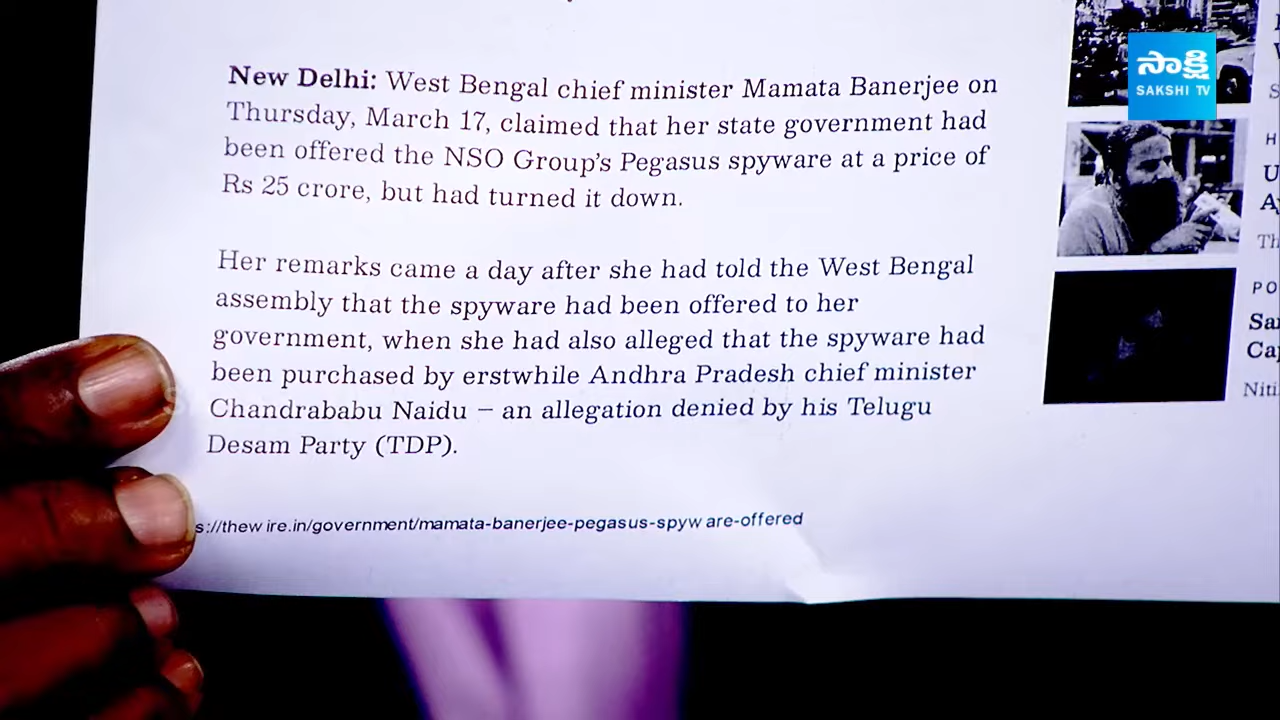 New Delhi: West Bengal chief minister Mamata Banerjee on
Thursday, March 17, claimed that her state government had
been offered the NSO Group's Pegasus spyware at a price of
Rs 25 crore, but had turned it down.
Her remarks came a day after she had told the West Bengal
assembly that the spyware had been offered to her
government, when she had also alleged that the spyware had
been purchased by erstwhile Andhra Pradesh chief minister
Chandrababu Naidu – an allegation denied by his Telugu
Desam Party (TDP).
s://thew ire.in/government/mamata-banerjee-pegasus-spyw are-offered
సాక్షి
SAKSHI TV